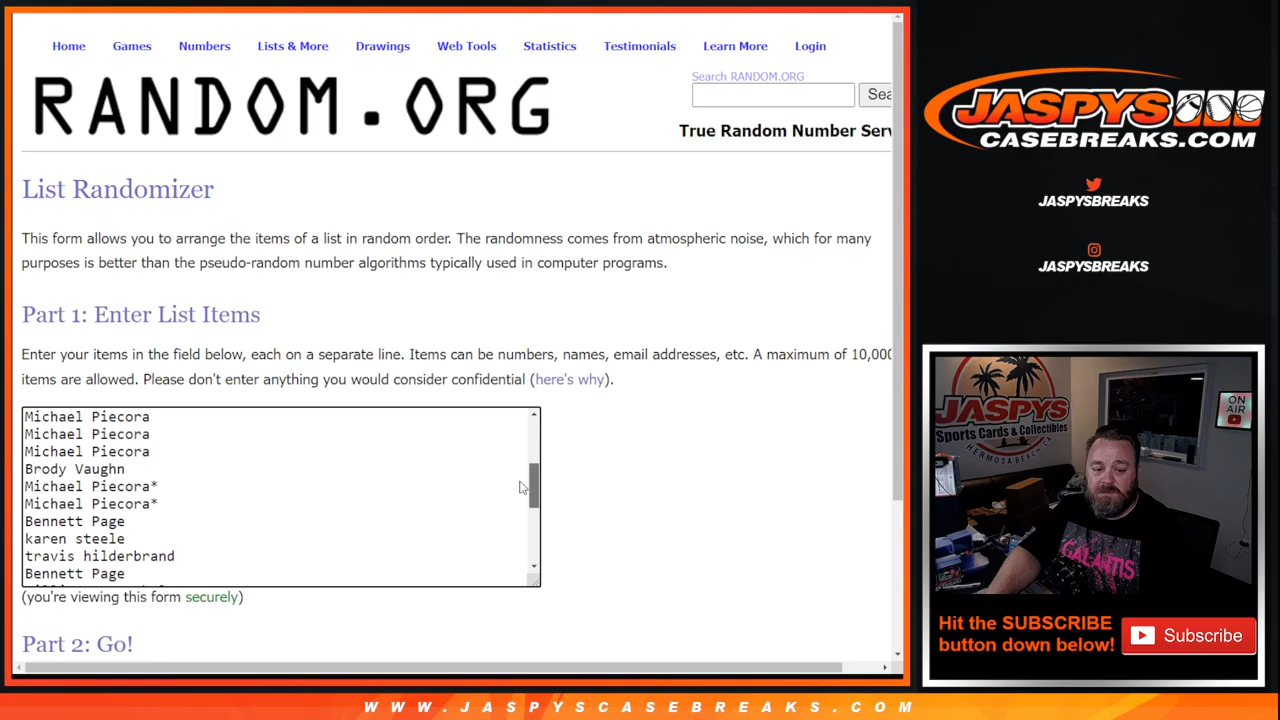 Home Games Numbers Lists & More Drawings Web Tools Statistics Testimonials Learn More Login
RANDOM.ORG
Search RANDOM.ORG
Sea
True Random Number Serv
List Randomizer
This form allows you to arrange the items of a list in random order. The randomness comes from atmospheric noise, which for many
purposes is better than the pseudo-random number algorithms typically used in computer programs.
Part 1: Enter List Items
Enter your items in the field below, each on a separate line. Items can be numbers, names, email addresses, etc. A maximum of 10,000
items are allowed. Please don't enter anything you would consider confidential (here's why).
Michael Piecora
Michael Piecora
Michael Piecora
Brody Vaughn
Michael Piecora*
Michael Piecora*
Bennett Page
karen steele
travis hilderbrand
Bennett Page
(you're viewing this form securely)
Part 2: Go!
JASPYS
CASEBREAKS.COM
JASPYSBREAKS
JASPYSBREAKS
JASPYS
Sports Cards & Collectibles
HERMOSA BEACH, CA
ON
AIR
GALANTIS
Hit the SUBSCRIBE
button down below!
Subscribe
WWW.JASPYSCASEBREAKS.COM